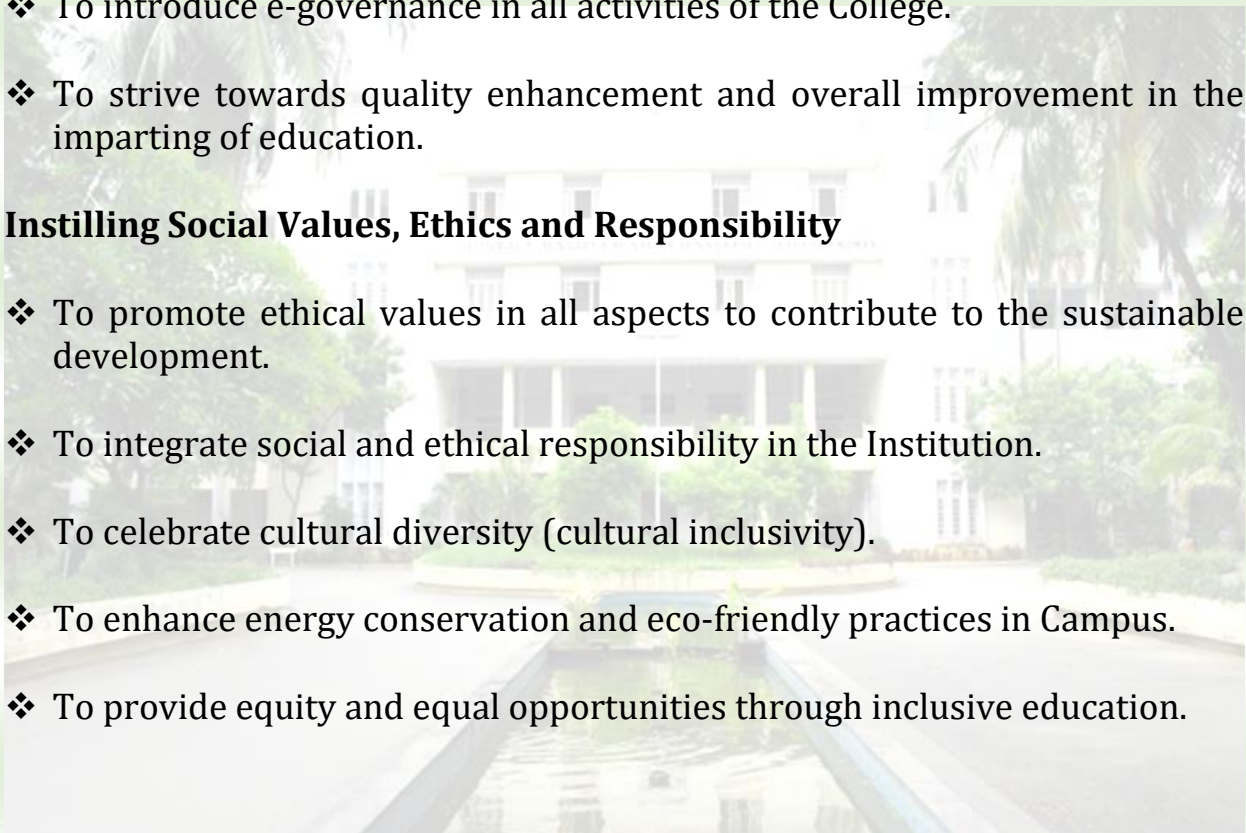 ❖ To introduce e-governance in all activities of the College.
❖ To strive towards quality enhancement and overall improvement in the
imparting of education.
Instilling Social Values, Ethics and Responsibility
❖ To promote ethical values in all aspects to contribute to the sustainable
development.
❖ To integrate social and ethical responsibility in the Institution.
❖ To celebrate cultural diversity (cultural inclusivity).
❖ To enhance energy conservation and eco-friendly practices in Campus.
❖ To provide equity and equal opportunities through inclusive education.